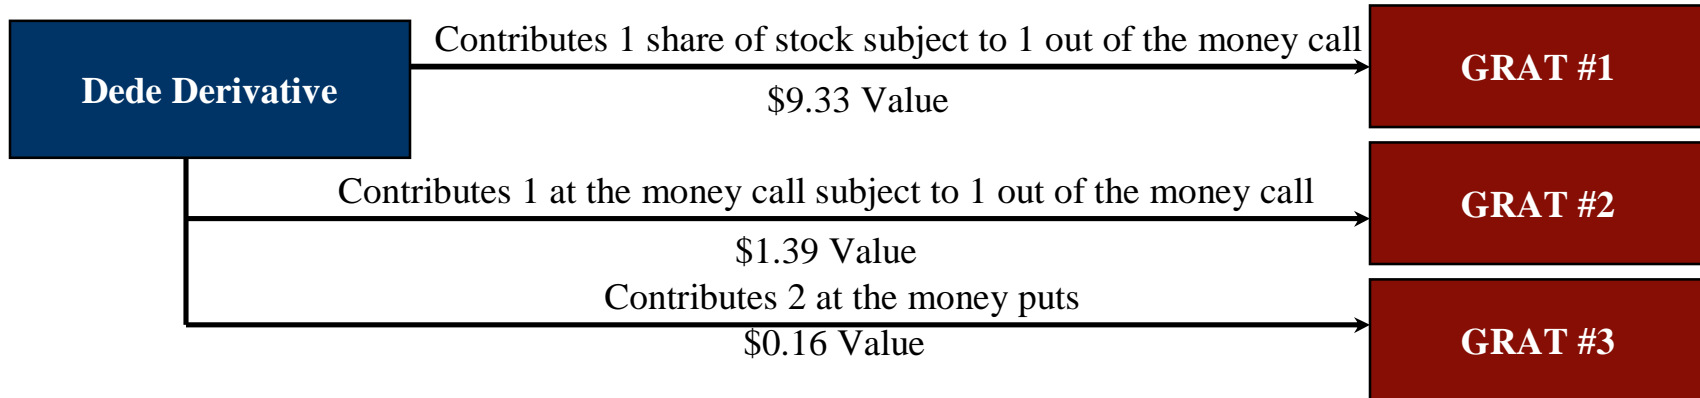 Dede Derivative
Contributes 1 share of stock subject to 1 out of the money call
$9.33 Value
GRAT #1
Contributes 1 at the money call subject to 1 out of the money call
$1.39 Value
GRAT #2
Contributes 2 at the money puts
$0.16 Value
GRAT #3